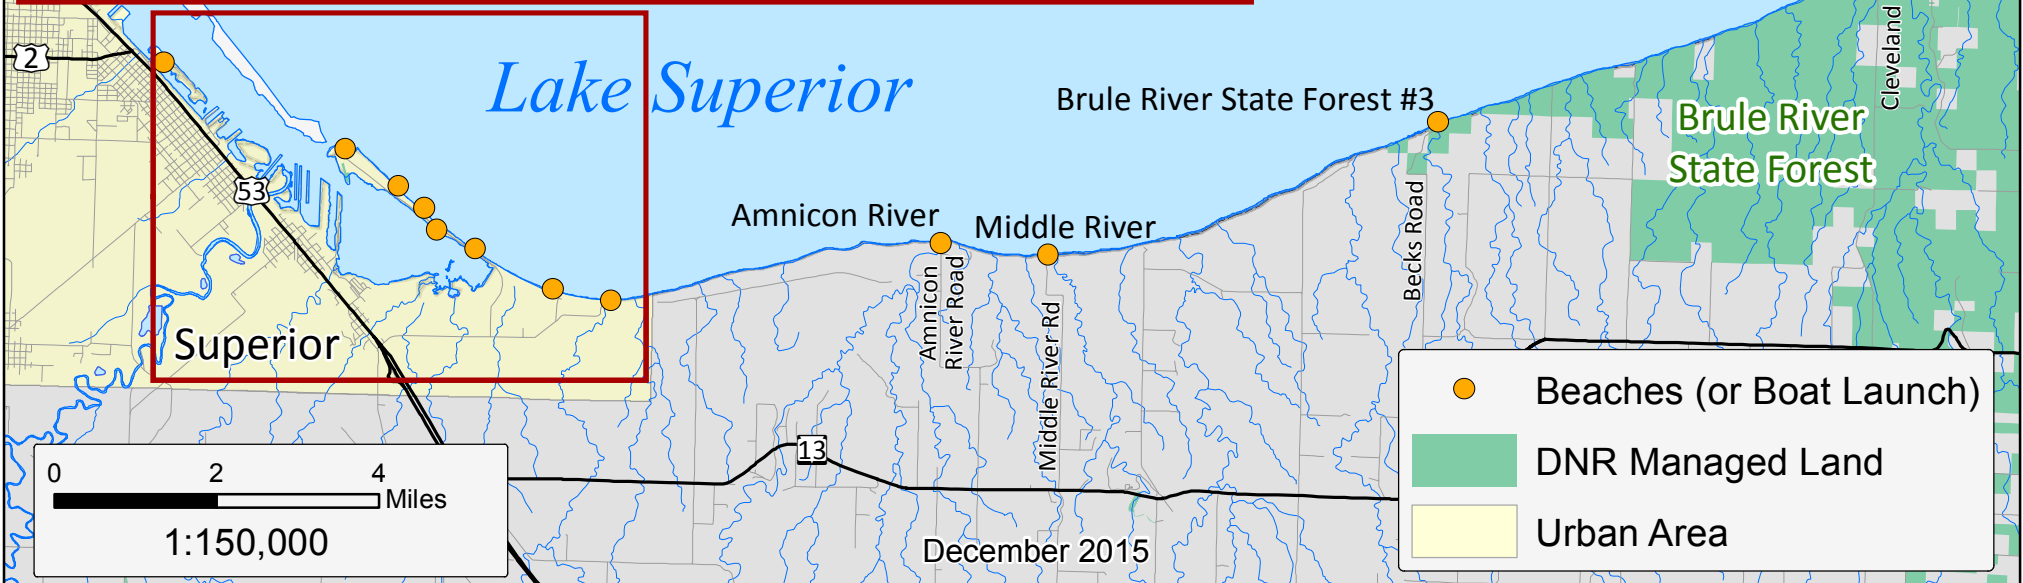 2
Lake Superior
Cleveland
Brule River State Forest #3
Brule River
State Forest
53
Amnicon River
Middle River
Becks Road
Amnicon
River Road
Middle River Rd
Superior
13
0 2 4
Miles
1:150,000
December 2015
Beaches (or Boat Launch)
DNR Managed Land
Urban Area